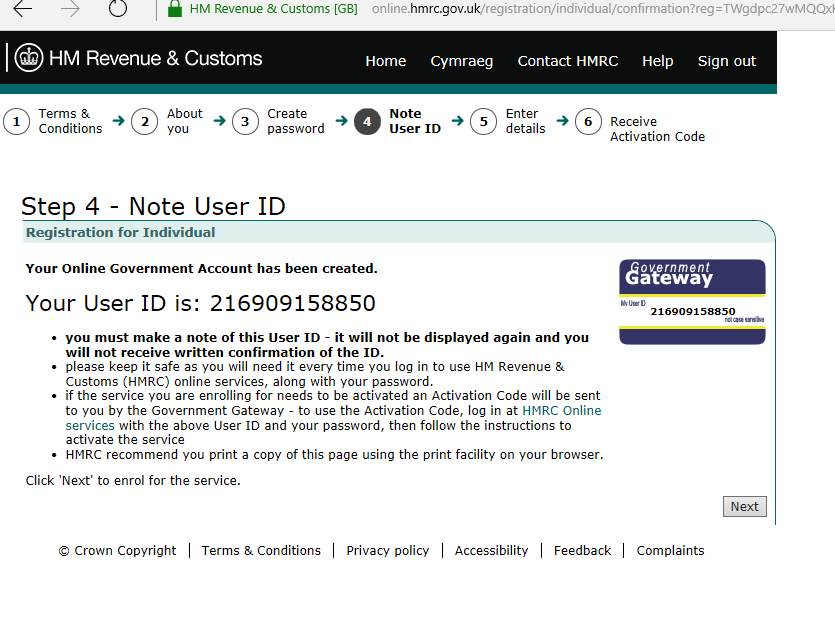 HM Revenue & Customs [GB] online.hmrc.gov.uk/registration/individual/confirmation?reg=TWgdpc27wMQQx
HM Revenue & Customs
Home Cymraeg Contact HMRC Help Sign out
1 Terms & Conditions
2 About you
3 Create password
4 Note User ID
5 Enter details
6 Receive Activation Code
Step 4 - Note User ID
Registration for Individual
Your Online Government Account has been created.
Your User ID is: 216909158850
Government
Gateway
My User ID
216909158850
not case sensitive
• you must make a note of this User ID - it will not be displayed again and you
will not receive written confirmation of the ID.
• please keep it safe as you will need it every time you log in to use HM Revenue &
Customs (HMRC) online services, along with your password.
• if the service you are enrolling for needs to be activated an Activation Code will be sent
to you by the Government Gateway - to use the Activation Code, log in at HMRC Online
services with the above User ID and your password, then follow the instructions to
activate the service
• HMRC recommend you print a copy of this page using the print facility on your browser.
Click 'Next' to enrol for the service.
Next
© Crown Copyright | Terms & Conditions | Privacy policy | Accessibility | Feedback | Complaints